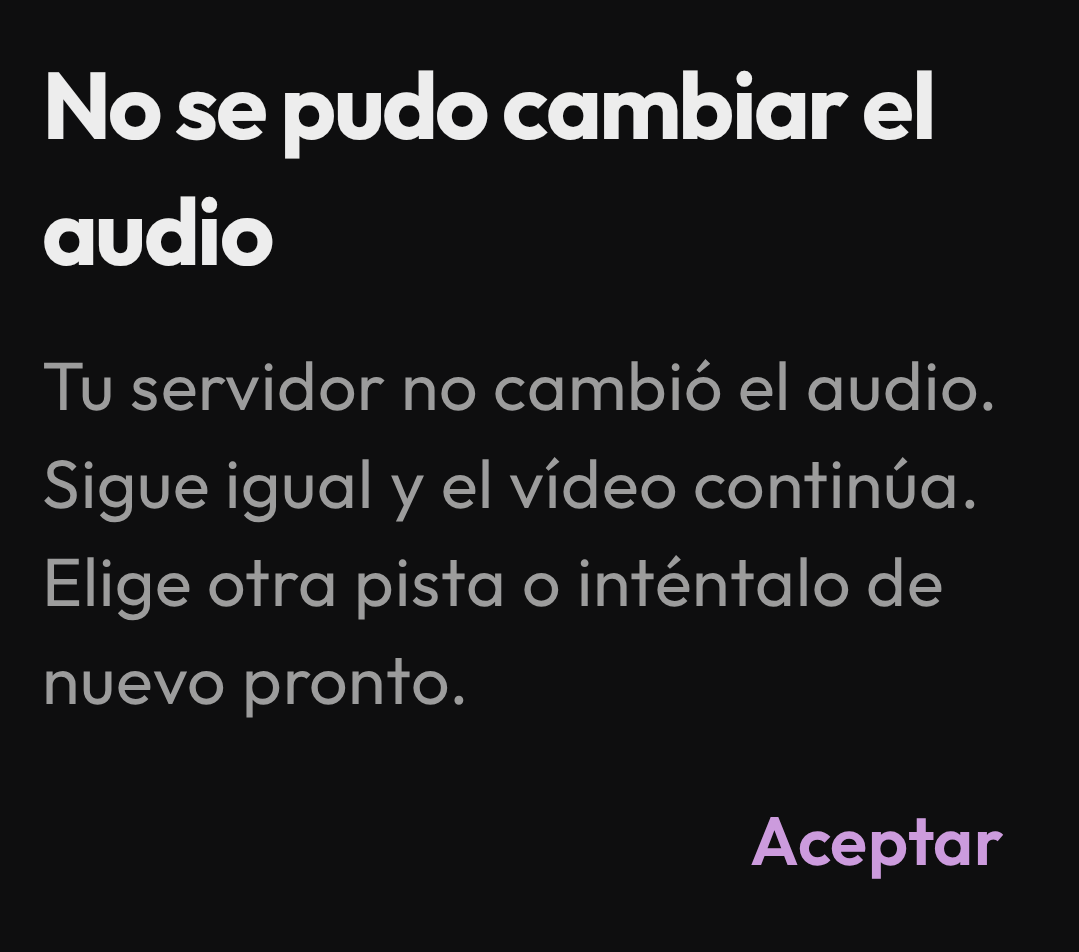 No se pudo cambiar el
audio
Tu servidor no cambió el audio.
Sigue igual y el vídeo continúa.
Elige otra pista o inténtalo de
nuevo pronto.
Aceptar